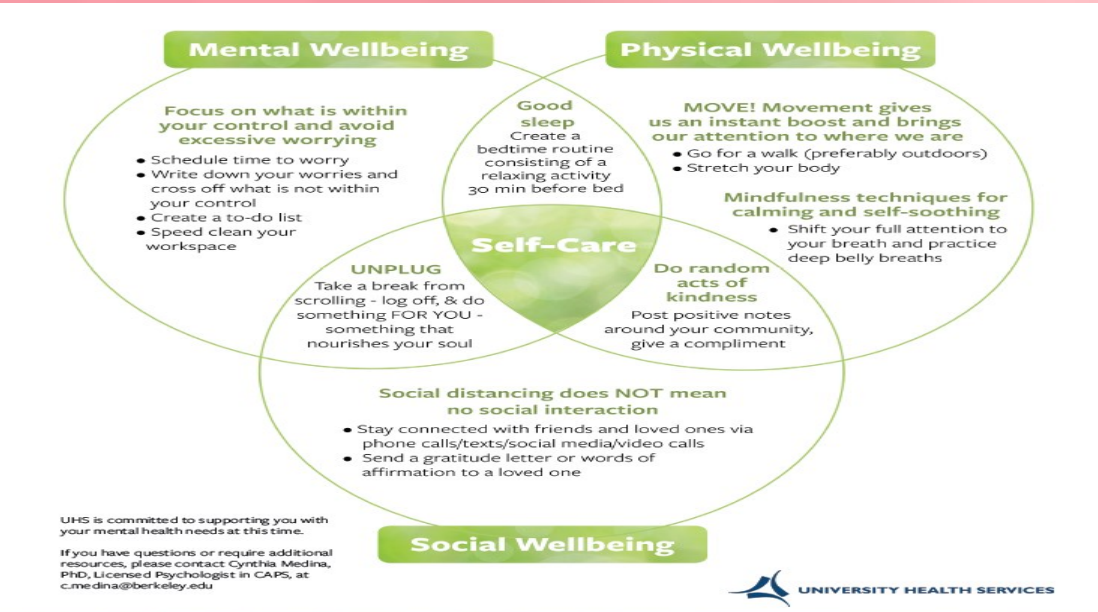 Mental Wellbeing
Physical Wellbeing
Focus on what is within
your control and avoid
excessive worrying
• Schedule time to worry
• Write down your worries and
cross off what is not within
your control
• Create a to-do list
• Speed clean your
workspace
Good
sleep
Create a
bedtime routine
consisting of a
relaxing activity
30 min before bed
MOVE! Movement gives
us an instant boost and brings
our attention to where we are
• Go for a walk (preferably outdoors)
• Stretch your body
Mindfulness techniques for
calming and self-soothing
• Shift your full attention to
your breath and practice
deep belly breaths
Self-Care
UNPLUG
Take a break from
scrolling - log off, & do
something FOR YOU -
something that
nourishes your soul
Do random
acts of
kindness
Post positive notes
around your community,
give a compliment
Social distancing does NOT mean
no social interaction
• Stay connected with friends and loved ones via
phone calls/texts/social media/video calls
• Send a gratitude letter or words of
affirmation to a loved one
Social Wellbeing
UHS is committed to supporting you with
your mental health needs at this time.
If you have questions or require additional
resources, please contact Cynthia Medina,
PhD, Licensed Psychologist in CAPS, at
c.medina@berkeley.edu
UNIVERSITY HEALTH SERVICES